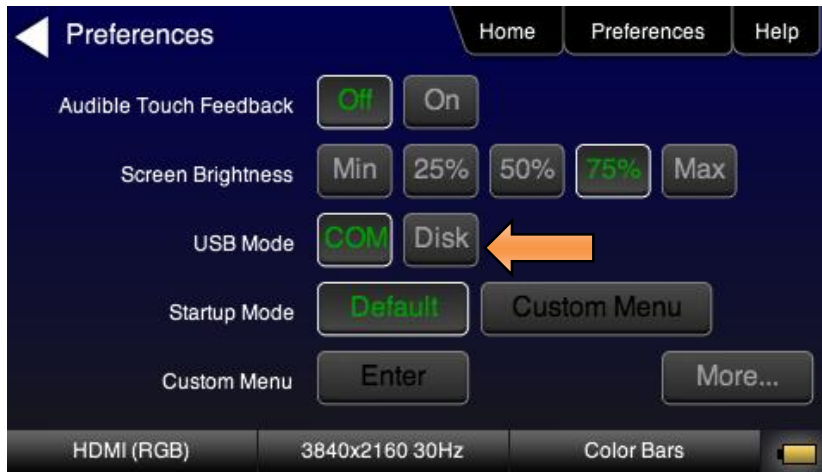 Preferences Home Preferences Help
Audible Touch Feedback Off On
Screen Brightness Min 25% 50% 75% Max
USB Mode COM Disk
Startup Mode Default Custom Menu
Custom Menu Enter More...
HDMI (RGB) 3840x2160 30Hz Color Bars